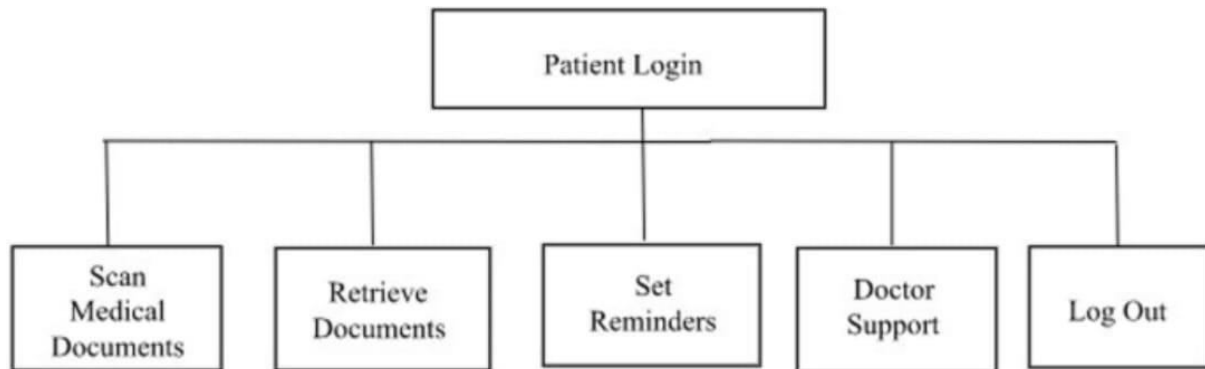 Patient Login
Scan
Medical
Documents
Retrieve
Documents
Set
Reminders
Doctor
Support
Log Out